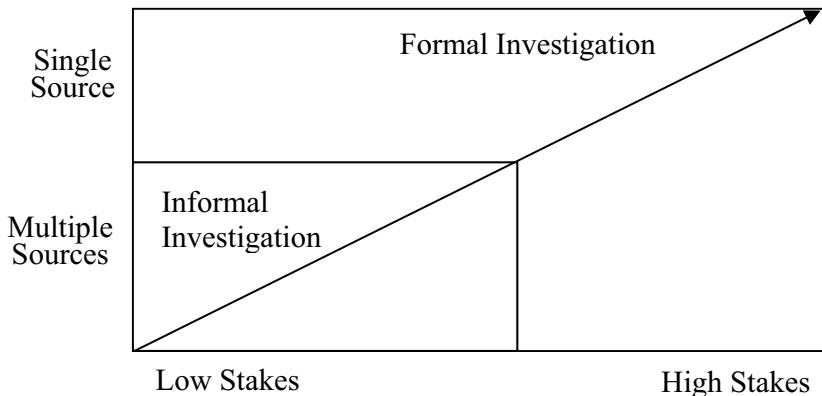 Formal Investigation
Single
Source
Informal
Investigation
Multiple
Sources
Low Stakes
High Stakes